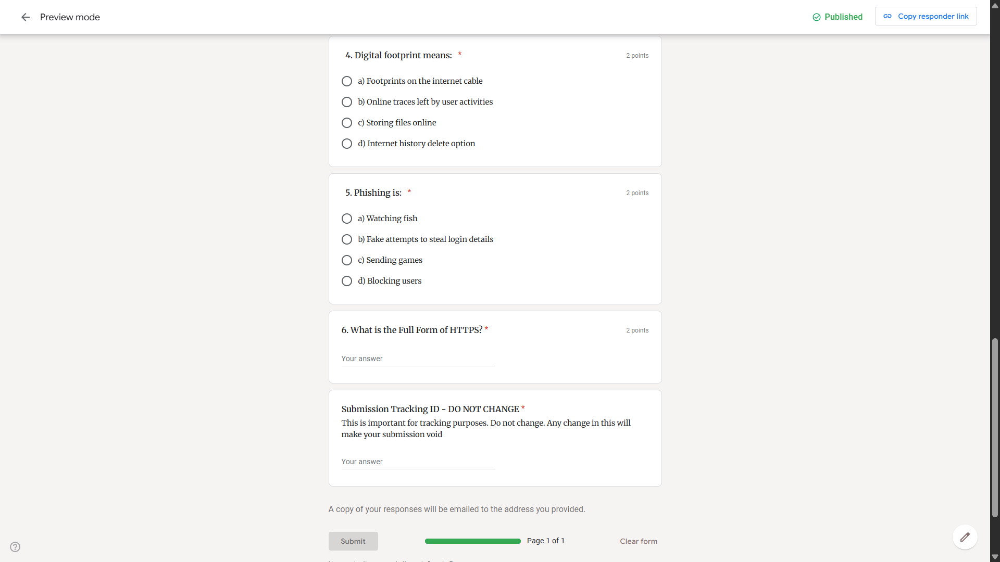 Preview mode
Published
Copy responder link
4. Digital footprint means: *
2 points
a) Footprints on the internet cable
b) Online traces left by user activities
c) Storing files online
d) Internet history delete option
5. Phishing is: *
2 points
a) Watching fish
b) Fake attempts to steal login details
c) Sending games
d) Blocking users
6. What is the Full Form of HTTPS? *
2 points
Your answer
Submission Tracking ID - DO NOT CHANGE *
This is important for tracking purposes. Do not change. Any change in this will
make your submission void
Your answer
A copy of your responses will be emailed to the address you provided.
Submit
Page 1 of 1
Clear form